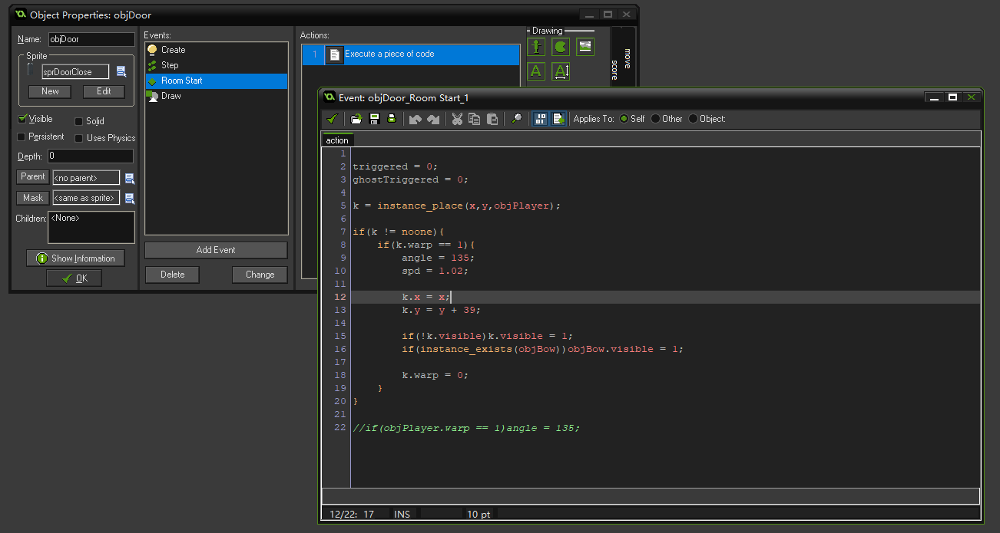 Object Properties: objDoor
Name: objDoor
Sprite
sprDoorClose
New Edit
Visible Solid
Persistent Uses Physics
Depth: 0
Parent <no parent>
Mask <same as sprite>
Children: <None>
Show Information
OK
Events:
Create
Step
Room Start
Draw
Add Event
Delete Change
Actions:
1 Execute a piece of code
Drawing
A A
move
score
Event: objDoor_Room Start_1
Applies To: Self Other Object:
action
1
2 triggered = 0;
3 ghostTriggered = 0;
4
5 k = instance_place(x,y,objPlayer);
6
7 if(k != noone){
8 if(k.warp == 1){
9 angle = 135;
10 spd = 1.02;
11
12 k.x = x;
13 k.y = y + 39;
14
15 if(!k.visible)k.visible = 1;
16 if(instance_exists(objBow))objBow.visible = 1;
17
18 k.warp = 0;
19 }
20 }
21
22 //if(objPlayer.warp == 1)angle = 135;
12/22: 17 INS 10 pt